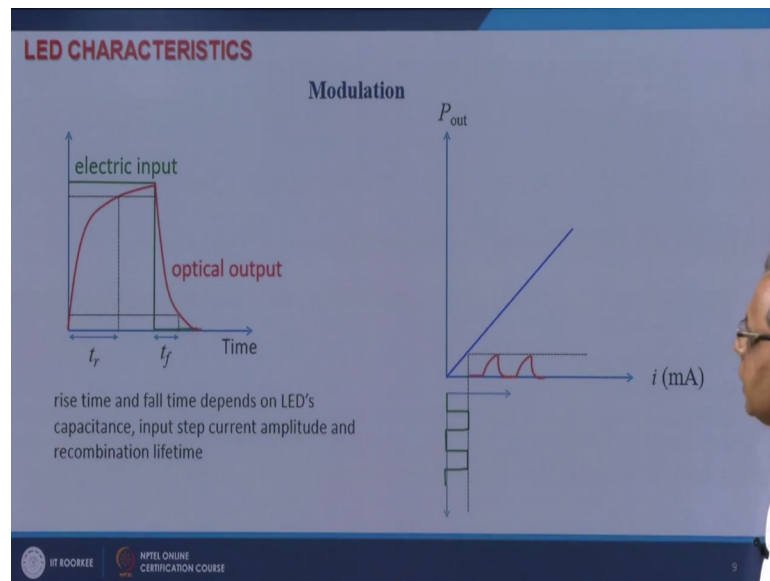 LED CHARACTERISTICS
Modulation
electric input
optical output
t_r
t_f
Time
rise time and fall time depends on LED's
capacitance, input step current amplitude and
recombination lifetime
P_out
i (mA)
IIT ROORKEE
NPTEL ONLINE
CERTIFICATION COURSE
9